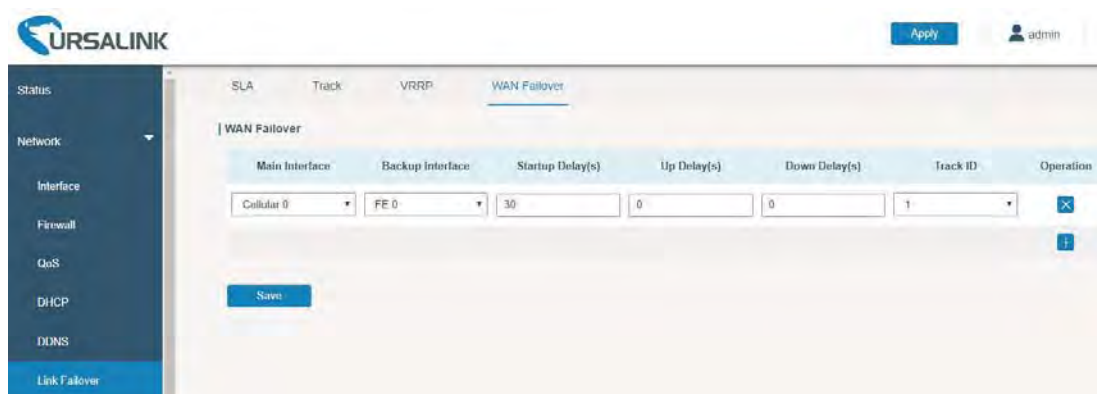 URSALINK
Apply
admin
Status
SLA Track VRRP WAN Failover
Network
WAN Failover
Main Interface Backup Interface Startup Delay(s) Up Delay(s) Down Delay(s) Track ID Operation
Interface
Cellular 0 FE 0 30 0 0 1
Firewall
QoS
Save
DHCP
DDNS
Link Failover